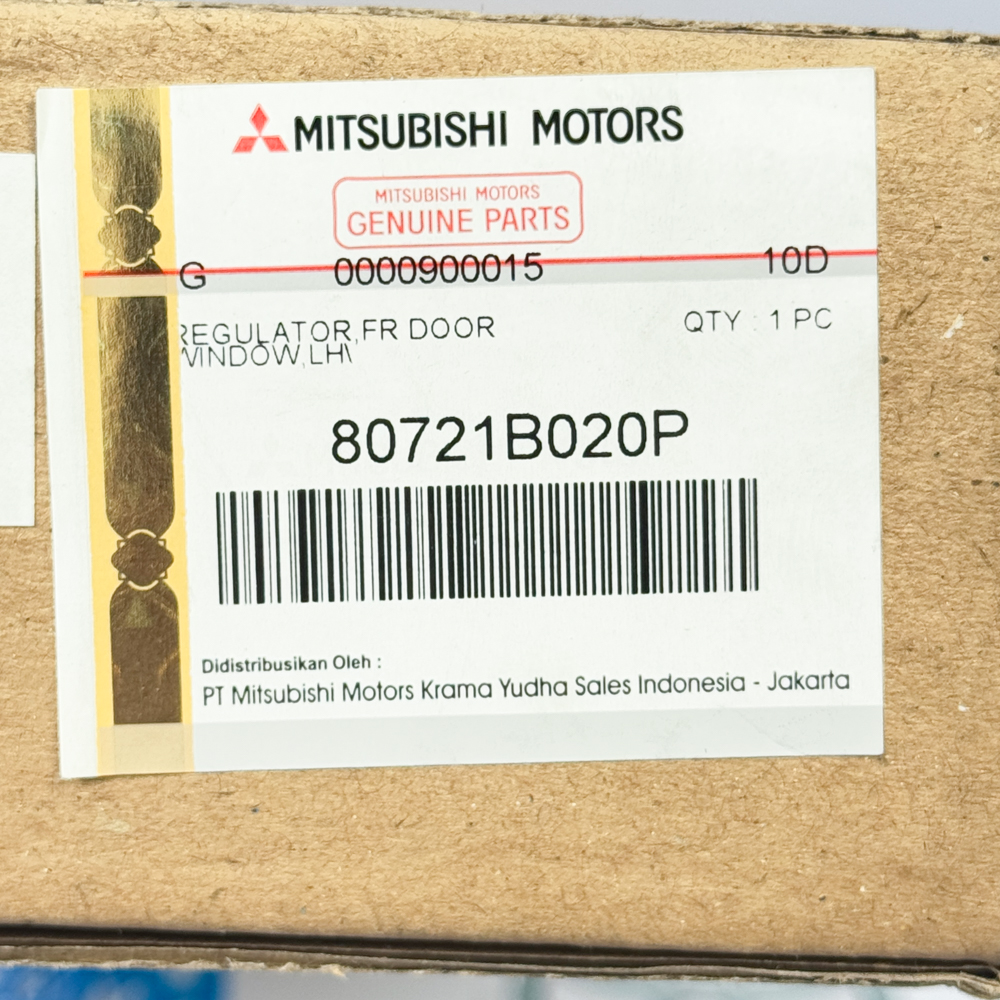 MITSUBISHI MOTORS
MITSUBISHI MOTORS
GENUINE PARTS
G 0000900015 10D
REGULATOR,FR DOOR QTY : 1 PC
WINDOW,LH\
80721B020P
Didistribusikan Oleh :
PT Mitsubishi Motors Krama Yudha Sales Indonesia - Jakarta